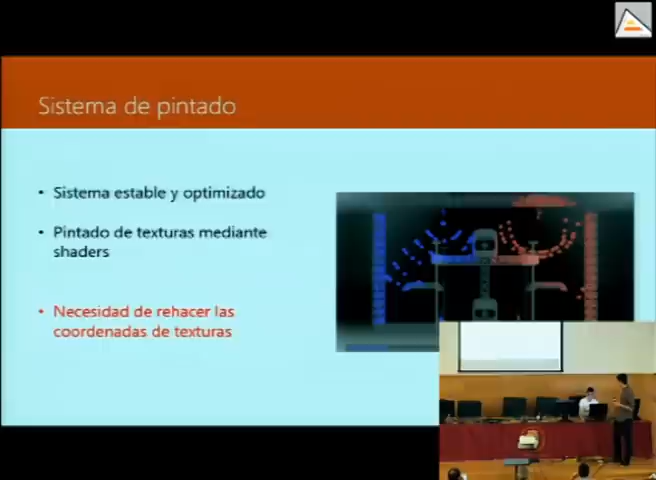 Sistema de pintado
• Sistema estable y optimizado
• Pintado de texturas mediante
shaders
• Necesidad de rehacer las
coordenadas de texturas